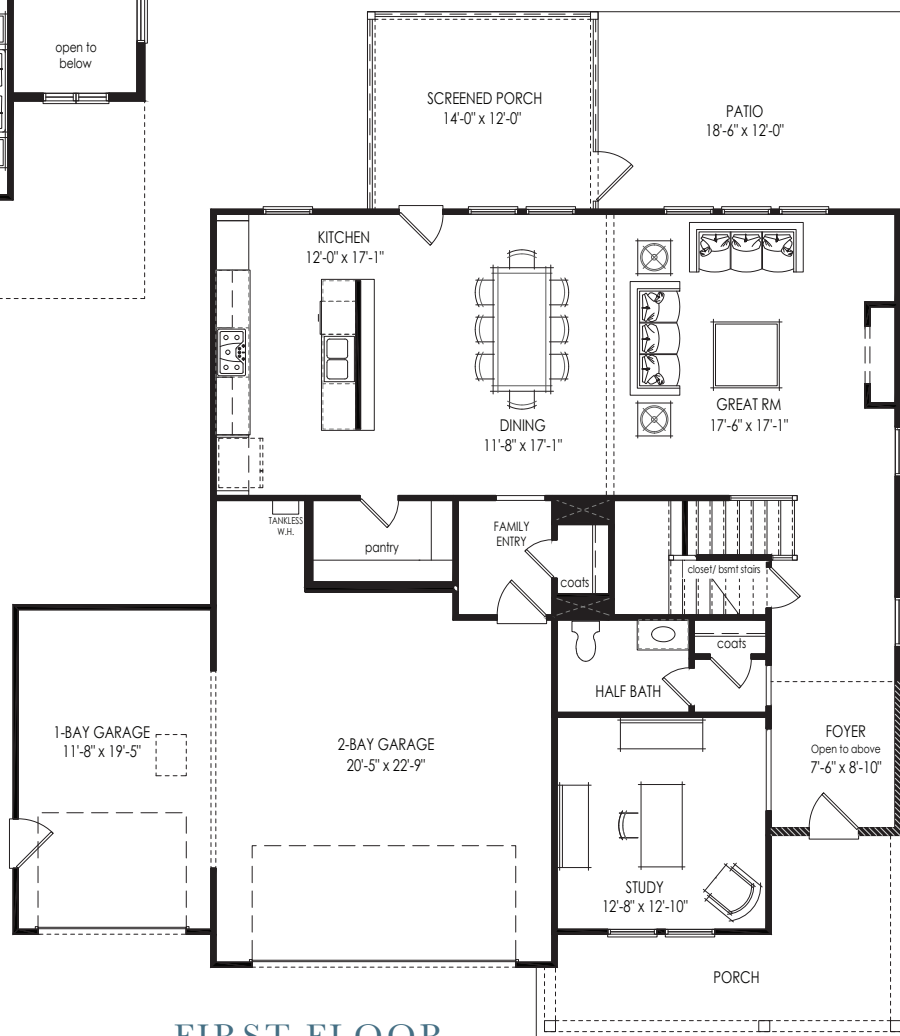 open to
below
SCREENED PORCH
14'-0" x 12'-0"
PATIO
18'-6" x 12'-0"
KITCHEN
12'-0" x 17'-1"
DINING
11'-8" x 17'-1"
GREAT RM
17'-6" x 17'-1"
TANKLESS
W.H.
pantry
FAMILY
ENTRY
coats
closet/ bsmt stairs
coats
HALF BATH
1-BAY GARAGE
11'-8" x 19'-5"
2-BAY GARAGE
20'-5" x 22'-9"
FOYER
Open to above
7'-6" x 8'-10"
STUDY
12'-8" x 12'-10"
PORCH
FIRST FLOOR